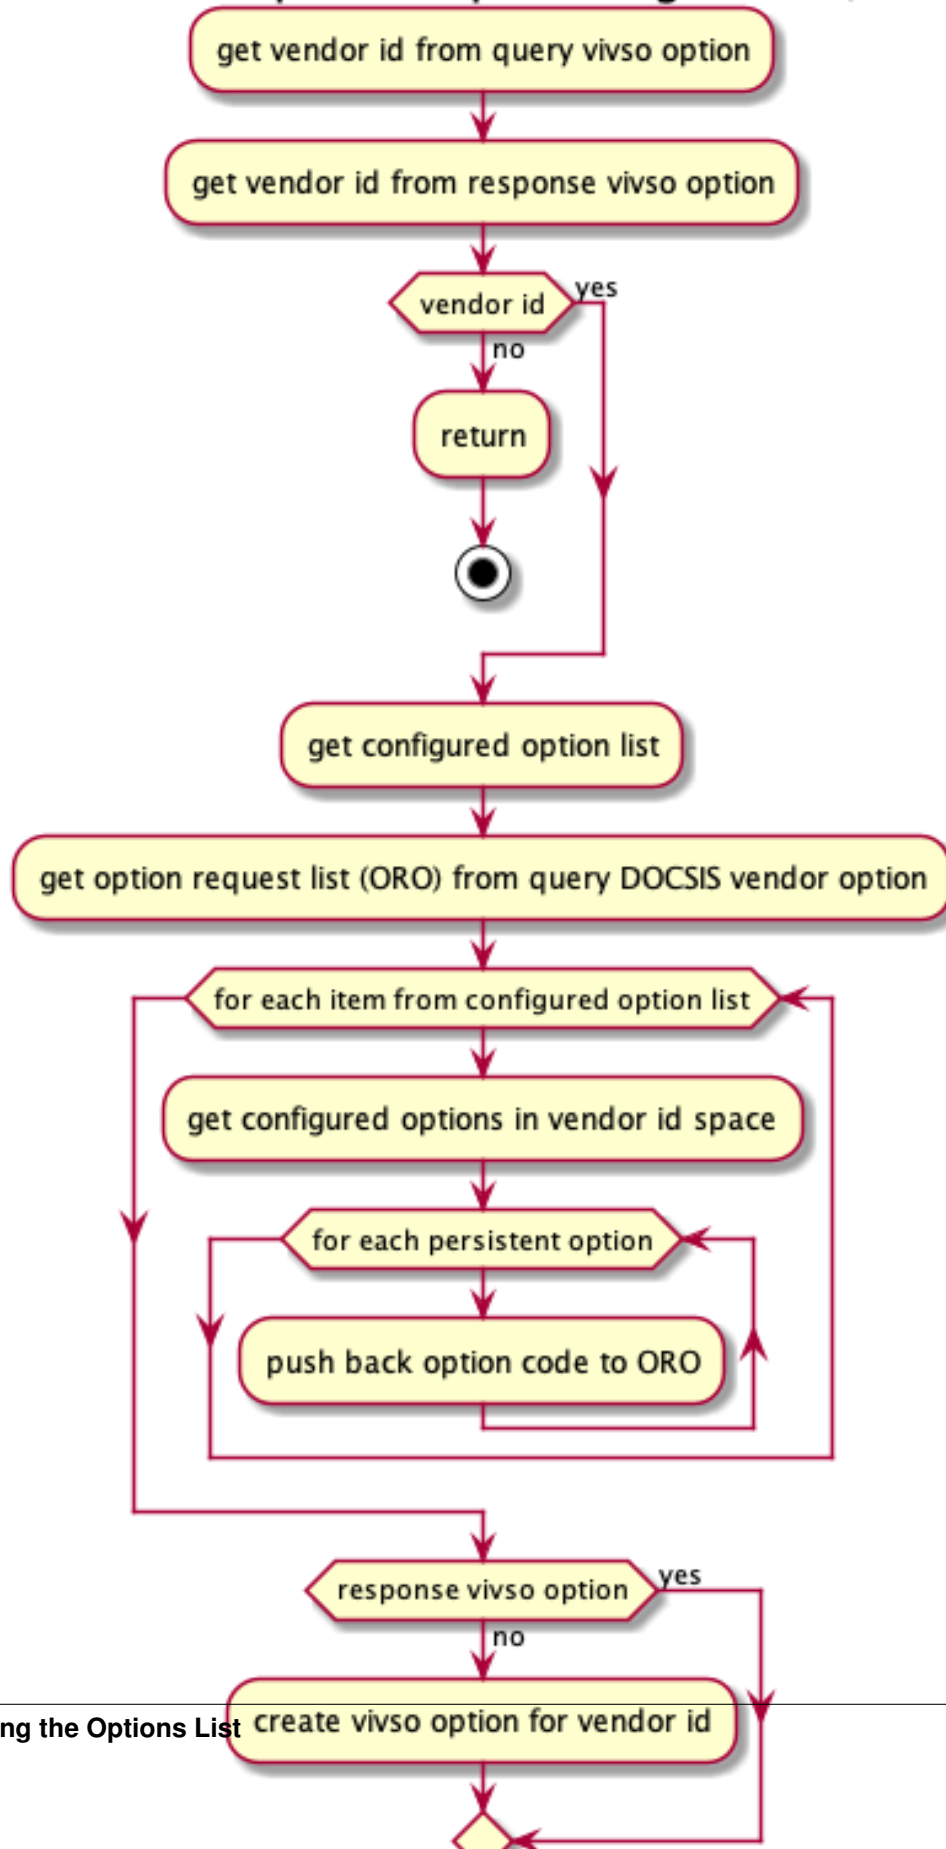 get vendor id from query vivso option
get vendor id from response vivso option
vendor id
yes
no
return
get configured option list
get option request list (ORO) from query DOCSIS vendor option
for each item from configured option list
get configured options in vendor id space
for each persistent option
push back option code to ORO
response vivso option
yes
no
create vivso option for vendor id
ng the Options List